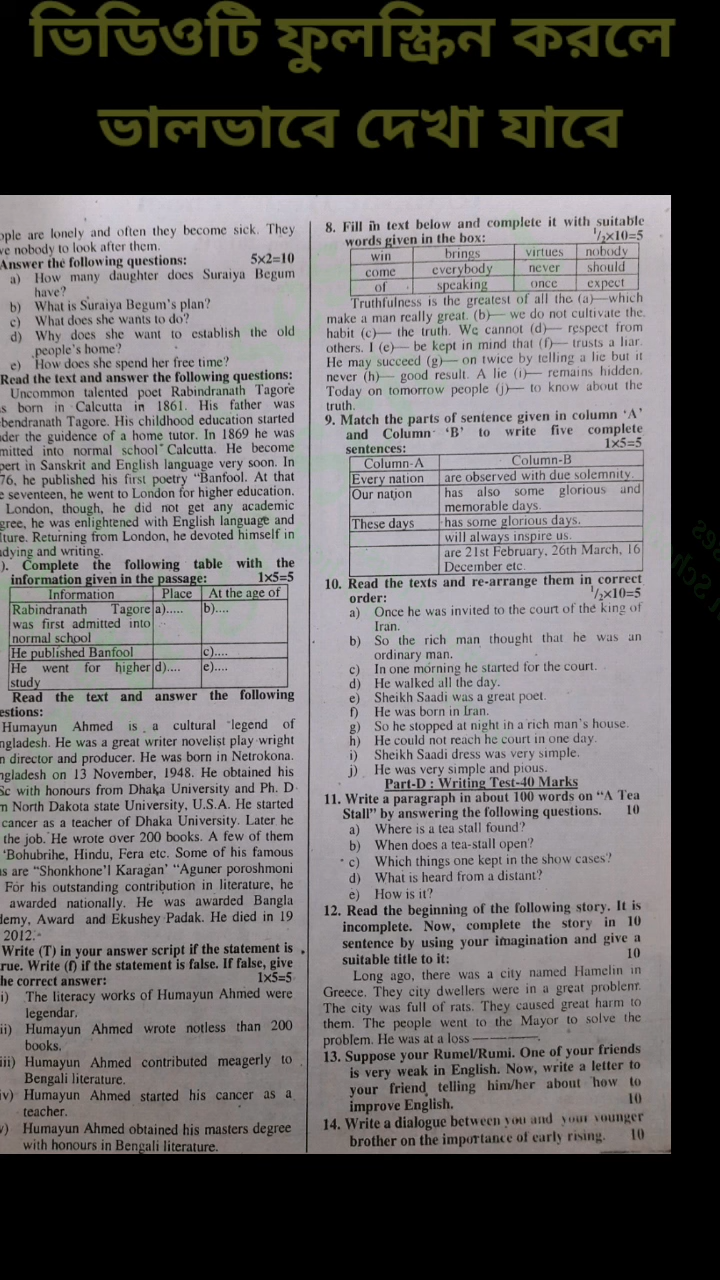 ভিডিওটি ফুলস্ক্রিন করলে
ভালভাবে দেখা যাবে
ople are lonely and often they become sick. They
ve nobody to look after them.
Answer the following questions: 5×2=10
a) How many daughter does Suraiya Begum
have?
b) What is Suraiya Begum's plan?
c) What does she wants to do?
d) Why does she want to establish the old
people's home?
e) How does she spend her free time?
Read the text and answer the following questions:
Uncommon talented poet Rabindranath Tagore
s born in Calcutta in 1861. His father was
bendranath Tagore. His childhood education started
der the guidence of a home tutor. In 1869 he was
mitted into normal school Calcutta. He become
pert in Sanskrit and English language very soon. In
76, he published his first poetry "Banfool. At that
e seventeen, he went to London for higher education.
London, though, he did not get any academic
gree, he was enlightened with English language and
lture. Returning from London, he devoted himself in
dying and writing.
). Complete the following table with the
information given in the passage: 1×5=5
Information Place At the age of
Rabindranath Tagore a)..... b)....
was first admitted into
normal school
He published Banfool c)....
He went for higher d).... e)....
study
Read the text and answer the following
estions:
Humayun Ahmed is a cultural legend of
ngladesh. He was a great writer novelist play wright
n director and producer. He was born in Netrokona.
ngladesh on 13 November, 1948. He obtained his
Sc with honours from Dhaka University and Ph. D
m North Dakota state University, U.S.A. He started
cancer as a teacher of Dhaka University. Later he
the job. He wrote over 200 books. A few of them
'Bohubrihe, Hindu, Fera etc. Some of his famous
s are "Shonkhone'l Karagan' "Aguner poroshmoni
For his outstanding contribution in literature, he
awarded nationally. He was awarded Bangla
demy, Award and Ekushey Padak. He died in 19
2012.
Write (T) in your answer script if the statement is
rue. Write (f) if the statement is false. If false, give
he correct answer: 1×5=5
i) The literacy works of Humayun Ahmed were
legendar.
ii) Humayun Ahmed wrote notless than 200
books.
iii) Humayun Ahmed contributed meagerly to
Bengali literature.
iv) Humayun Ahmed started his cancer as a
teacher.
v) Humayun Ahmed obtained his masters degree
with honours in Bengali literature.
8. Fill in text below and complete it with suitable
words given in the box: 1/2×10=5
win brings virtues nobody
come everybody never should
of speaking once expect
Truthfulness is the greatest of all the (a)—which
make a man really great. (b)— we do not cultivate the
habit (c)— the truth. We cannot (d)— respect from
others. I (e)— be kept in mind that (f)— trusts a liar.
He may succeed (g)— on twice by telling a lie but it
never (h)— good result. A lie (i)— remains hidden.
Today on tomorrow people (j)— to know about the
truth.
9. Match the parts of sentence given in column 'A'
and Column 'B' to write five complete
sentences: 1×5=5
Column-A Column-B
Every nation are observed with due solemnity.
Our nation has also some glorious and
memorable days.
These days has some glorious days.
will always inspire us.
are 21st February, 26th March, 16
December etc.
10. Read the texts and re-arrange them in correct
order: 1/2×10=5
a) Once he was invited to the court of the king of
Iran.
b) So the rich man thought that he was an
ordinary man.
c) In one morning he started for the court.
d) He walked all the day.
e) Sheikh Saadi was a great poet.
f) He was born in Iran.
g) So he stopped at night in a rich man's house.
h) He could not reach he court in one day.
i) Sheikh Saadi dress was very simple.
j) He was very simple and pious.
Part-D : Writing Test-40 Marks
11. Write a paragraph in about 100 words on "A Tea
Stall" by answering the following questions. 10
a) Where is a tea stall found?
b) When does a tea-stall open?
c) Which things one kept in the show cases?
d) What is heard from a distant?
e) How is it?
12. Read the beginning of the following story. It is
incomplete. Now, complete the story in 10
sentence by using your imagination and give a
suitable title to it: 10
Long ago, there was a city named Hamelin in
Greece. They city dwellers were in a great problem.
The city was full of rats. They caused great harm to
them. The people went to the Mayor to solve the
problem. He was at a loss ————.
13. Suppose your Rumel/Rumi. One of your friends
is very weak in English. Now, write a letter to
your friend telling him/her about how to
improve English. 10
14. Write a dialogue between you and your younger
brother on the importance of early rising. 10